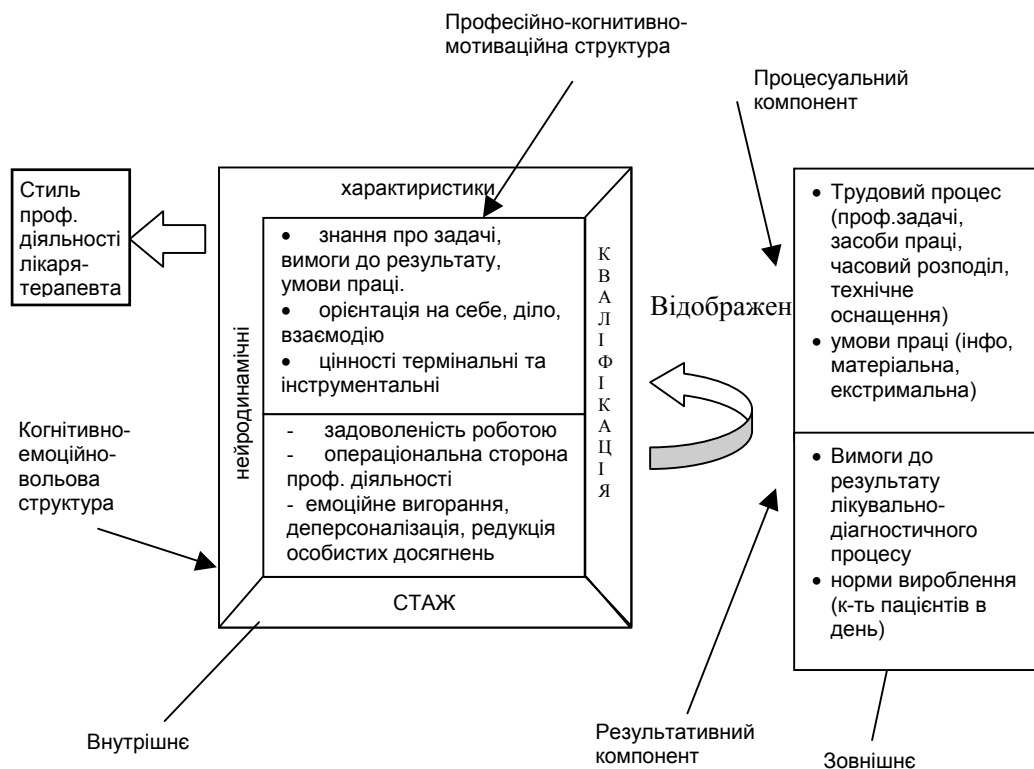 Професійно-когнитивно-
мотиваційна структура
Процесуальний
компонент
Стиль
проф.
діяльності
лікаря-
терапевта
характиристики
нейродинамічні
• знання про задачі,
вимоги до результату,
умови праці.
• орієнтація на себе, діло,
взаємодію
• цінності термінальні та
інструментальні
- задоволеність роботою
- операціональна сторона
проф. діяльності
- емоційне вигорання,
деперсоналізація, редукція
особистих досягнень
КВАЛІФІКАЦІЯ
СТАЖ
Відображен
• Трудовий процес
(проф.задачі,
засоби праці,
часовий розподіл,
технічне
оснащення)
• умови праці (інфо,
матеріальна,
екстримальна)
• Вимоги до
результату
лікувально-
діагностичного
процесу
• норми вироблення
(к-ть пацієнтів в
день)
Когнітивно-
емоційно-
вольова
структура
Внутрішнє
Результативний
компонент
Зовнішнє